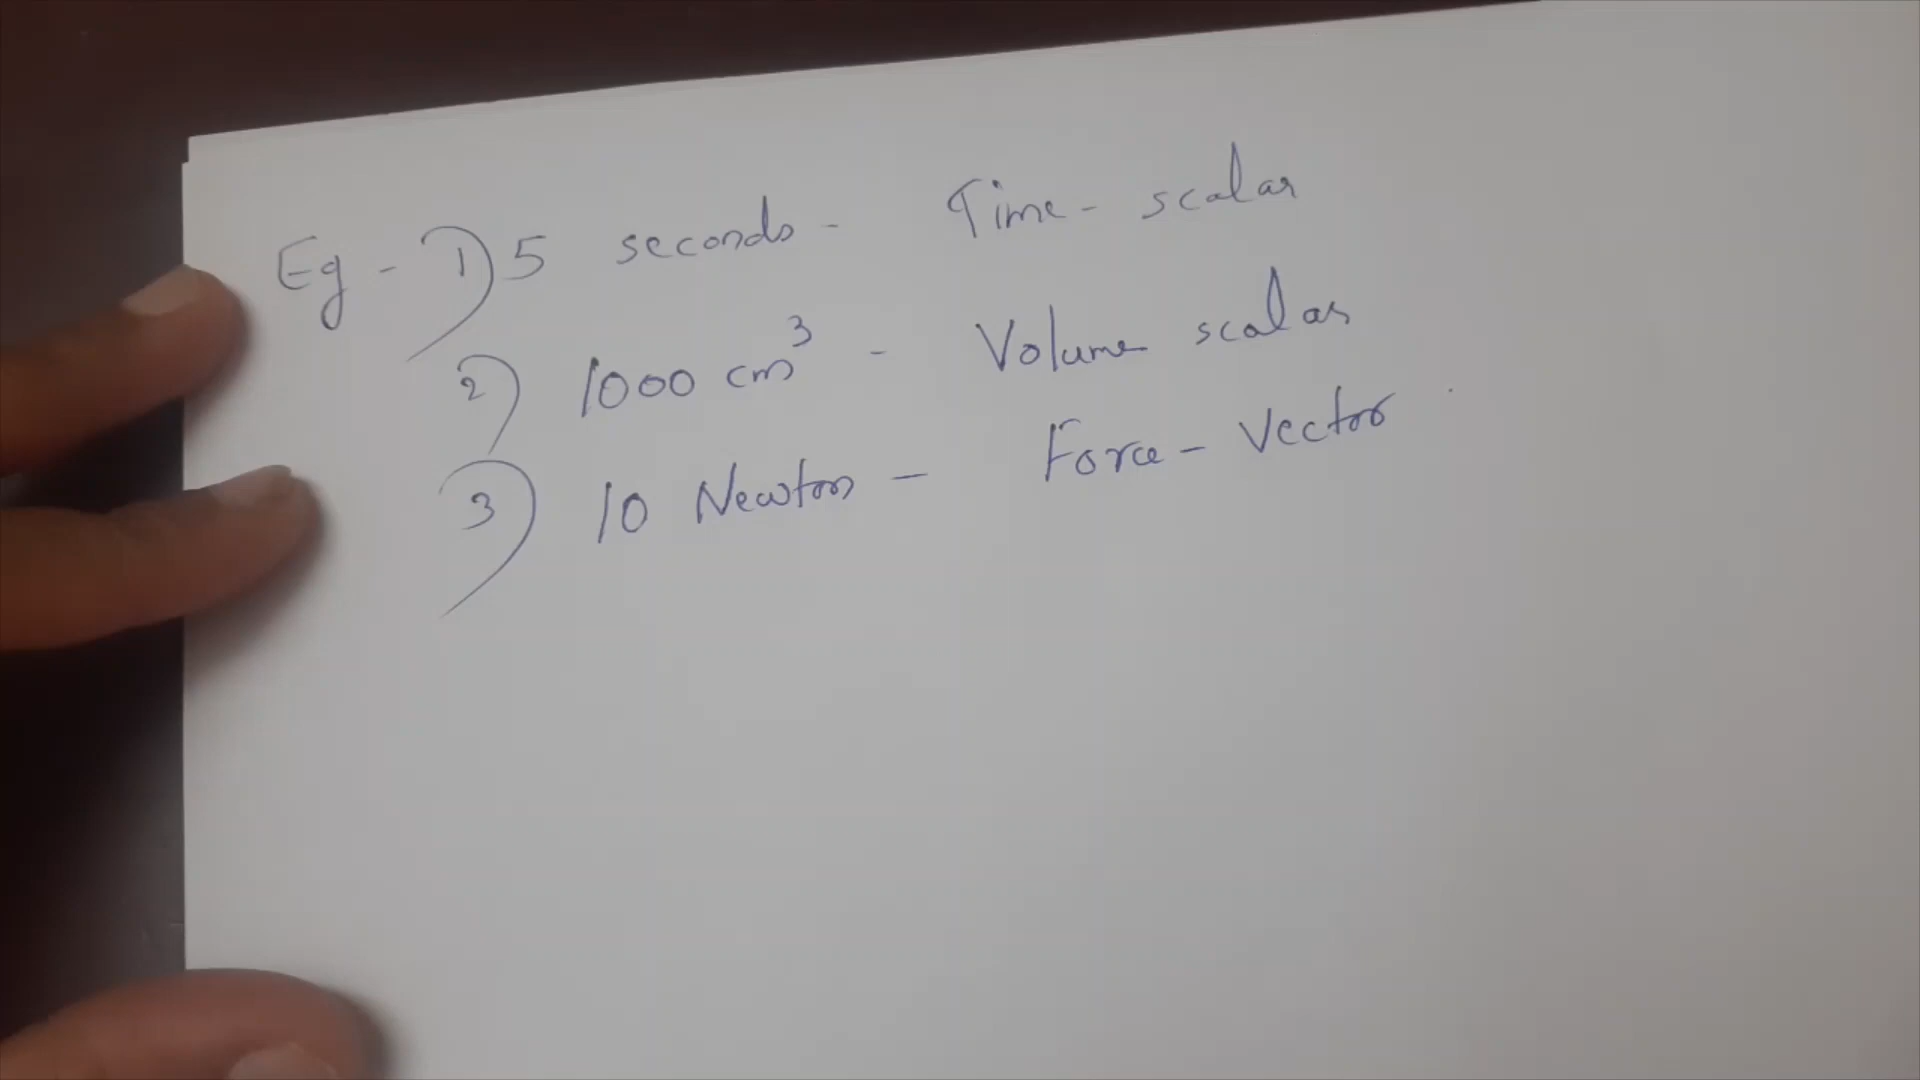 Eg - 1) 5 seconds - Time - scalar
2) 1000 cm³ - Volume scalar
3) 10 Newton - Force - Vector